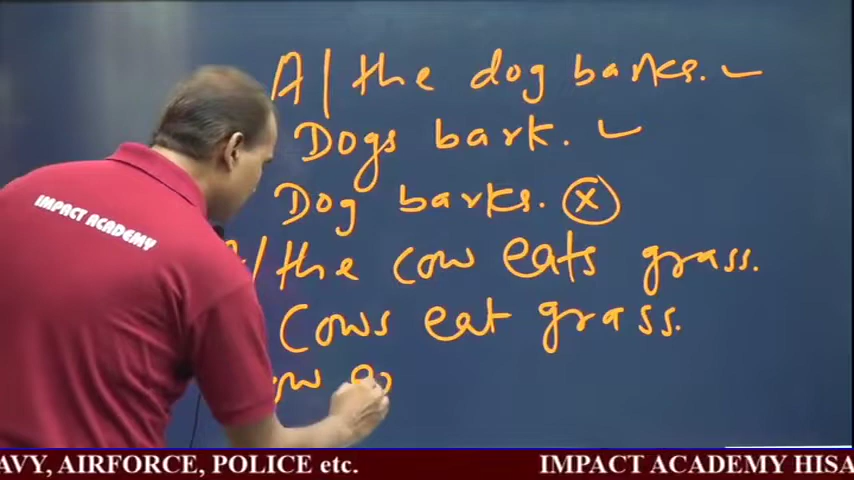 A/the dog barks. ✓
Dogs bark. ✓
Dog barks. ⓧ
/the cow eats grass.
Cows eat grass.
ow
IMPACT ACADEMY
AVY, AIRFORCE, POLICE etc. IMPACT ACADEMY HISA